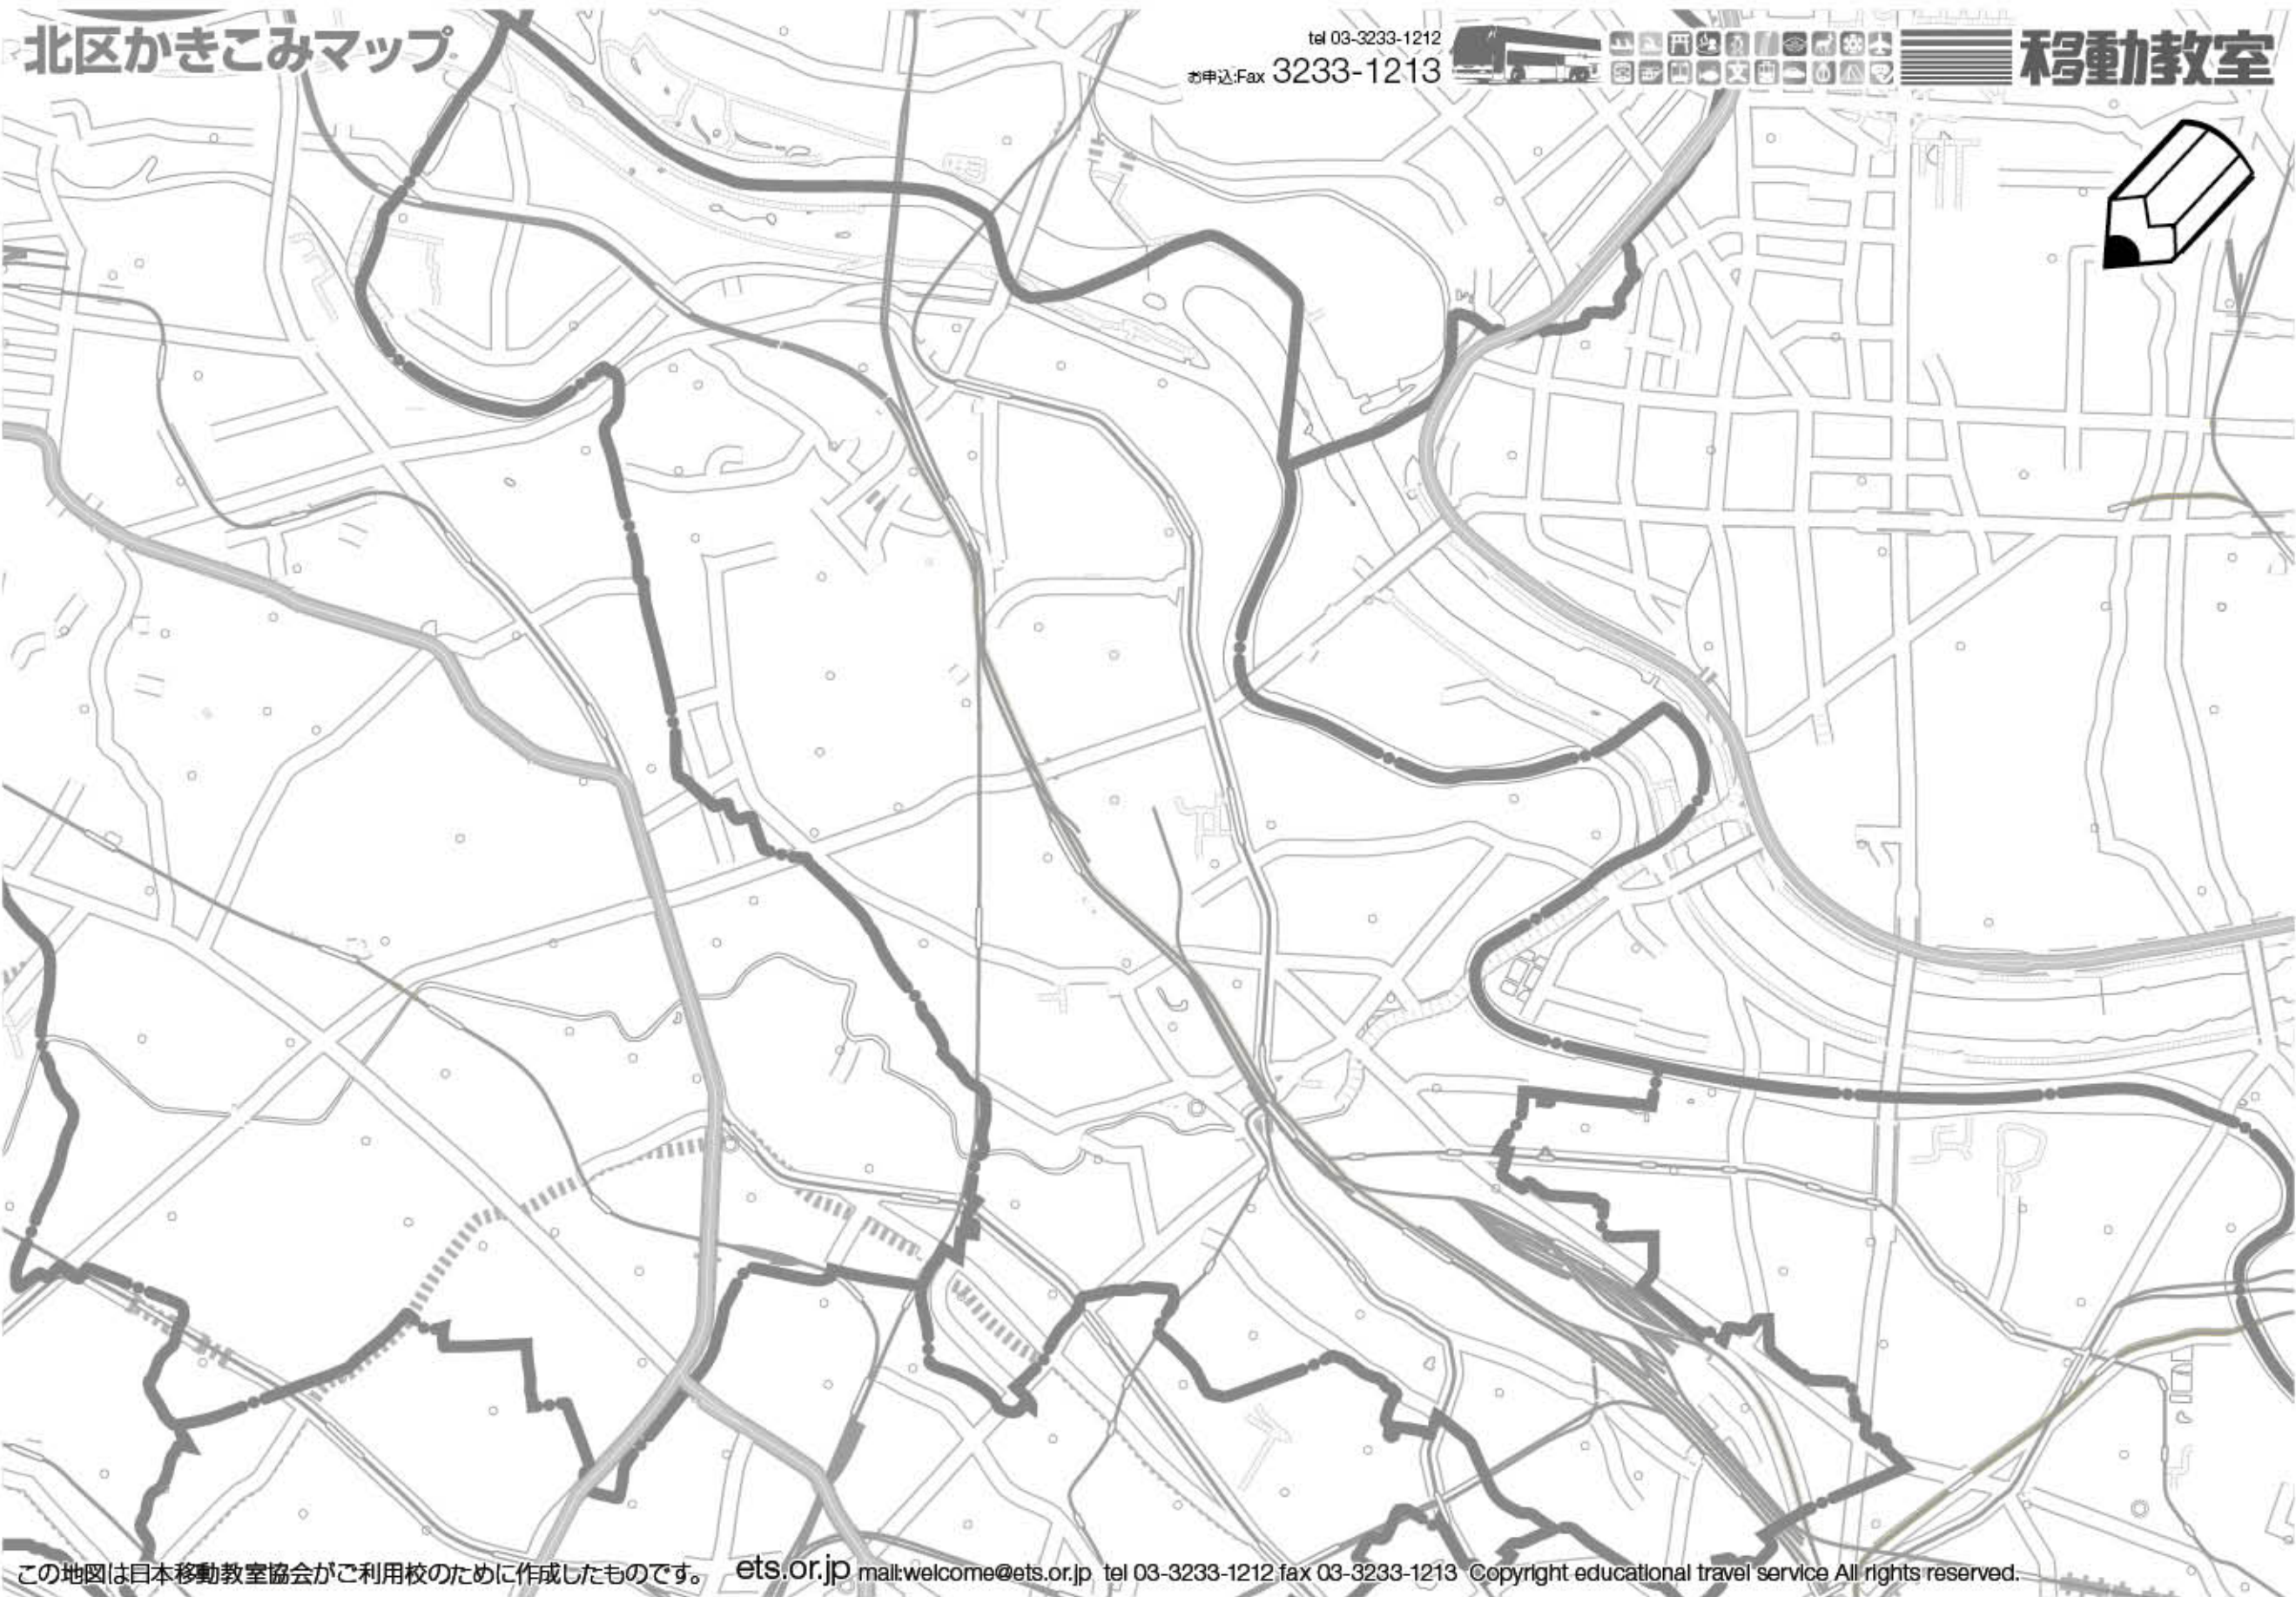 北区かきこみマップ
tel 03-3233-1212
お申込:Fax 3233-1213
移動教室
この地図は日本移動教室協会がご利用校のために作成したものです。 ets.or.jp mail:welcome@ets.or.jp tel 03-3233-1212 fax 03-3233-1213 Copyright educational travel service All rights reserved.